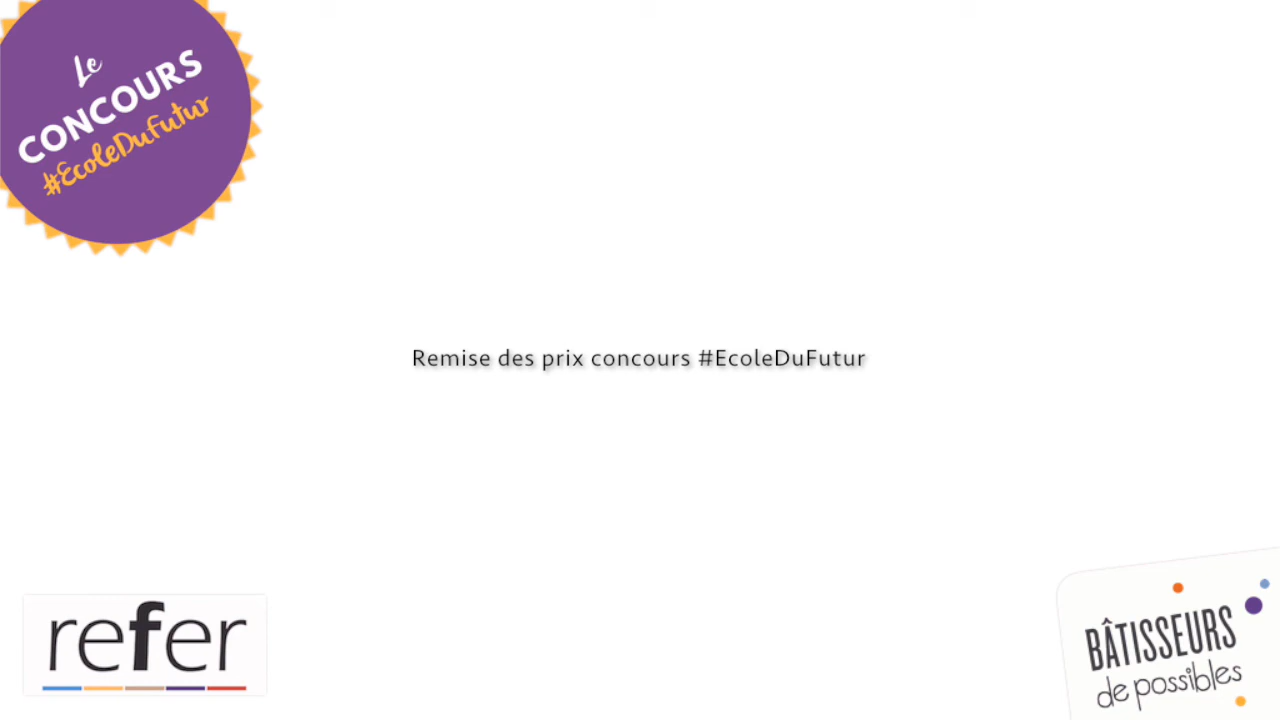 Le
CONCOURS
#EcoleDuFutur
Remise des prix concours #EcoleDuFutur
refer
BÂTISSEURS
de possibles